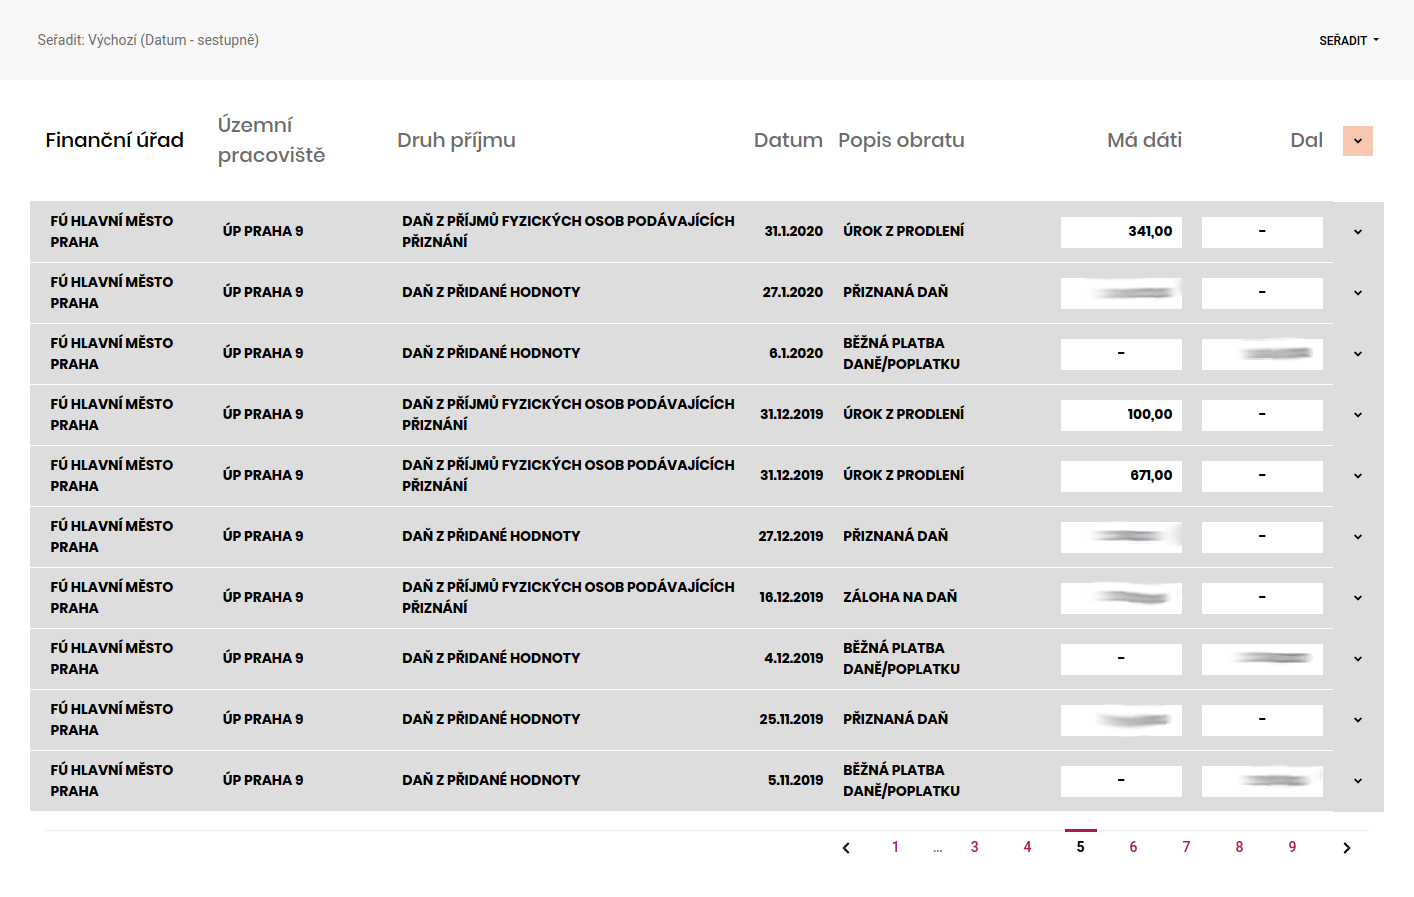 Seřadit: Výchozí (Datum - sestupně)
SEŘADIT
Finanční úřad
Územní
pracoviště
Druh příjmu
Datum
Popis obratu
Má dáti
Dal
FÚ HLAVNÍ MĚSTO
PRAHA
ÚP PRAHA 9
DAŇ Z PŘÍJMŮ FYZICKÝCH OSOB PODÁVAJÍCÍCH
PŘIZNÁNÍ
31.1.2020
ÚROK Z PRODLENÍ
341,00
-
FÚ HLAVNÍ MĚSTO
PRAHA
ÚP PRAHA 9
DAŇ Z PŘIDANÉ HODNOTY
27.1.2020
PŘIZNANÁ DAŇ
-
FÚ HLAVNÍ MĚSTO
PRAHA
ÚP PRAHA 9
DAŇ Z PŘIDANÉ HODNOTY
6.1.2020
BĚŽNÁ PLATBA
DANĚ/POPLATKU
-
FÚ HLAVNÍ MĚSTO
PRAHA
ÚP PRAHA 9
DAŇ Z PŘÍJMŮ FYZICKÝCH OSOB PODÁVAJÍCÍCH
PŘIZNÁNÍ
31.12.2019
ÚROK Z PRODLENÍ
100,00
-
FÚ HLAVNÍ MĚSTO
PRAHA
ÚP PRAHA 9
DAŇ Z PŘÍJMŮ FYZICKÝCH OSOB PODÁVAJÍCÍCH
PŘIZNÁNÍ
31.12.2019
ÚROK Z PRODLENÍ
671,00
-
FÚ HLAVNÍ MĚSTO
PRAHA
ÚP PRAHA 9
DAŇ Z PŘIDANÉ HODNOTY
27.12.2019
PŘIZNANÁ DAŇ
-
FÚ HLAVNÍ MĚSTO
PRAHA
ÚP PRAHA 9
DAŇ Z PŘÍJMŮ FYZICKÝCH OSOB PODÁVAJÍCÍCH
PŘIZNÁNÍ
16.12.2019
ZÁLOHA NA DAŇ
-
FÚ HLAVNÍ MĚSTO
PRAHA
ÚP PRAHA 9
DAŇ Z PŘIDANÉ HODNOTY
4.12.2019
BĚŽNÁ PLATBA
DANĚ/POPLATKU
-
FÚ HLAVNÍ MĚSTO
PRAHA
ÚP PRAHA 9
DAŇ Z PŘIDANÉ HODNOTY
25.11.2019
PŘIZNANÁ DAŇ
-
FÚ HLAVNÍ MĚSTO
PRAHA
ÚP PRAHA 9
DAŇ Z PŘIDANÉ HODNOTY
5.11.2019
BĚŽNÁ PLATBA
DANĚ/POPLATKU
-
1 ... 3 4 5 6 7 8 9